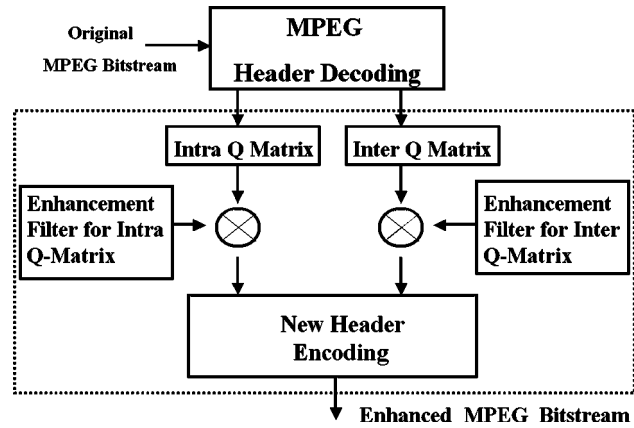 Original
MPEG Bitstream
MPEG
Header Decoding
Intra Q Matrix
Inter Q Matrix
Enhancement
Filter for Intra
Q-Matrix
Enhancement
Filter for Inter
Q-Matrix
New Header
Encoding
Enhanced MPEG Bitstream